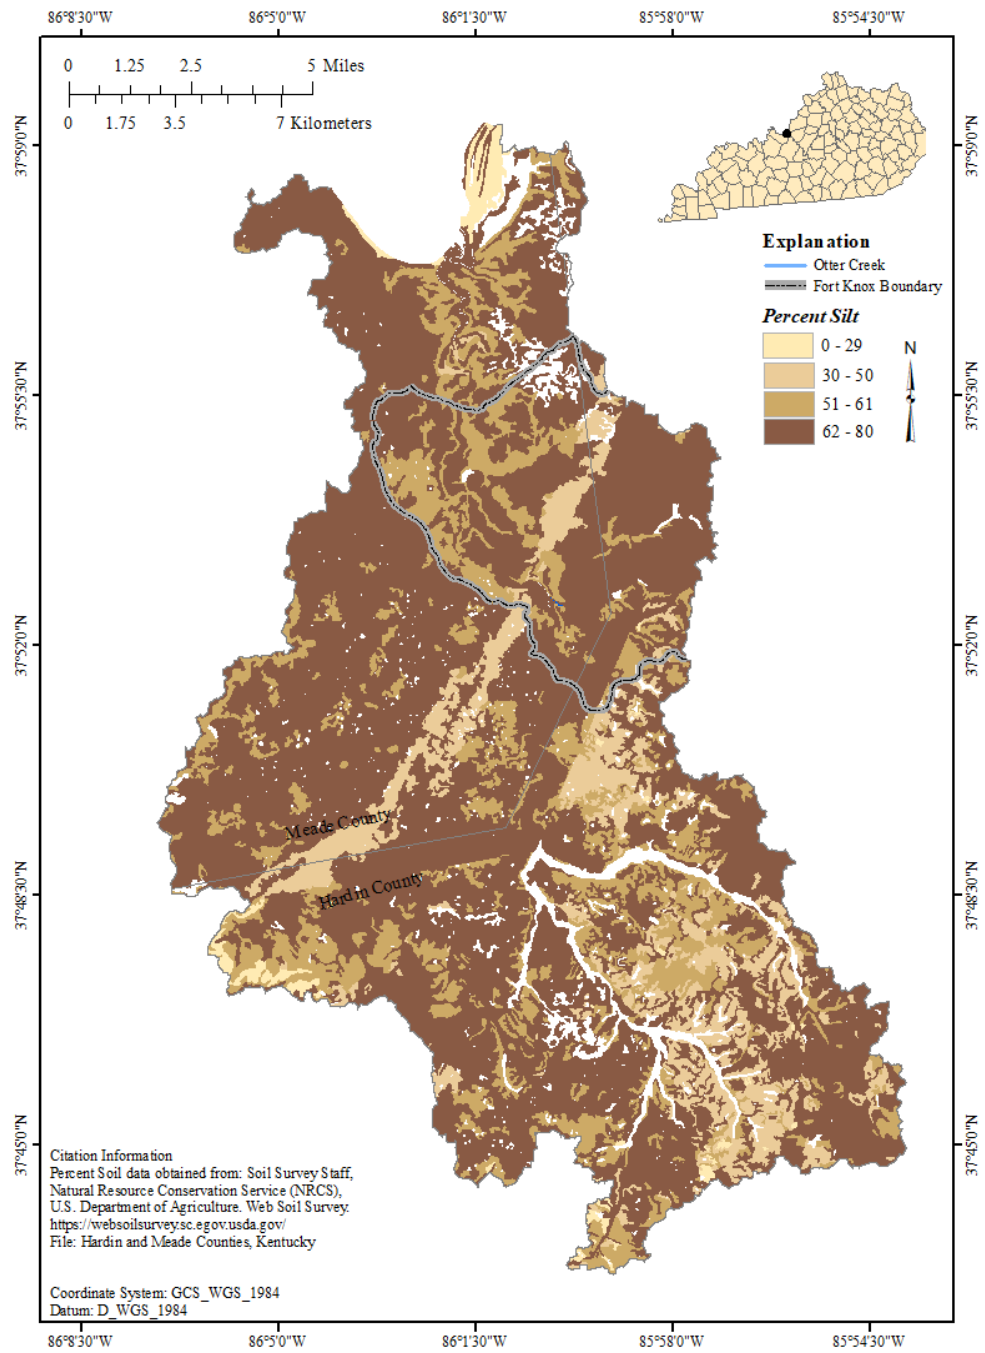 86°8'30"W 86°5'0"W 86°1'30"W 85°58'0"W 85°54'30"W
0 1.25 2.5 5 Miles
0 1.75 3.5 7 Kilometers
37°59'0"N 37°59'0"N
Explanation
Otter Creek
Fort Knox Boundary
Percent Silt
0 - 29
30 - 50
51 - 61
62 - 80
N
37°55'30"N 37°55'30"N
37°52'0"N 37°52'0"N
Meade County
Hardin County
37°48'30"N 37°48'30"N
37°45'0"N 37°45'0"N
Citation Information
Percent Soil data obtained from: Soil Survey Staff,
Natural Resource Conservation Service (NRCS),
U.S. Department of Agriculture. Web Soil Survey.
https://websoilsurvey.sc.egov.usda.gov/
File: Hardin and Meade Counties, Kentucky
Coordinate System: GCS_WGS_1984
Datum: D_WGS_1984
86°8'30"W 86°5'0"W 86°1'30"W 85°58'0"W 85°54'30"W